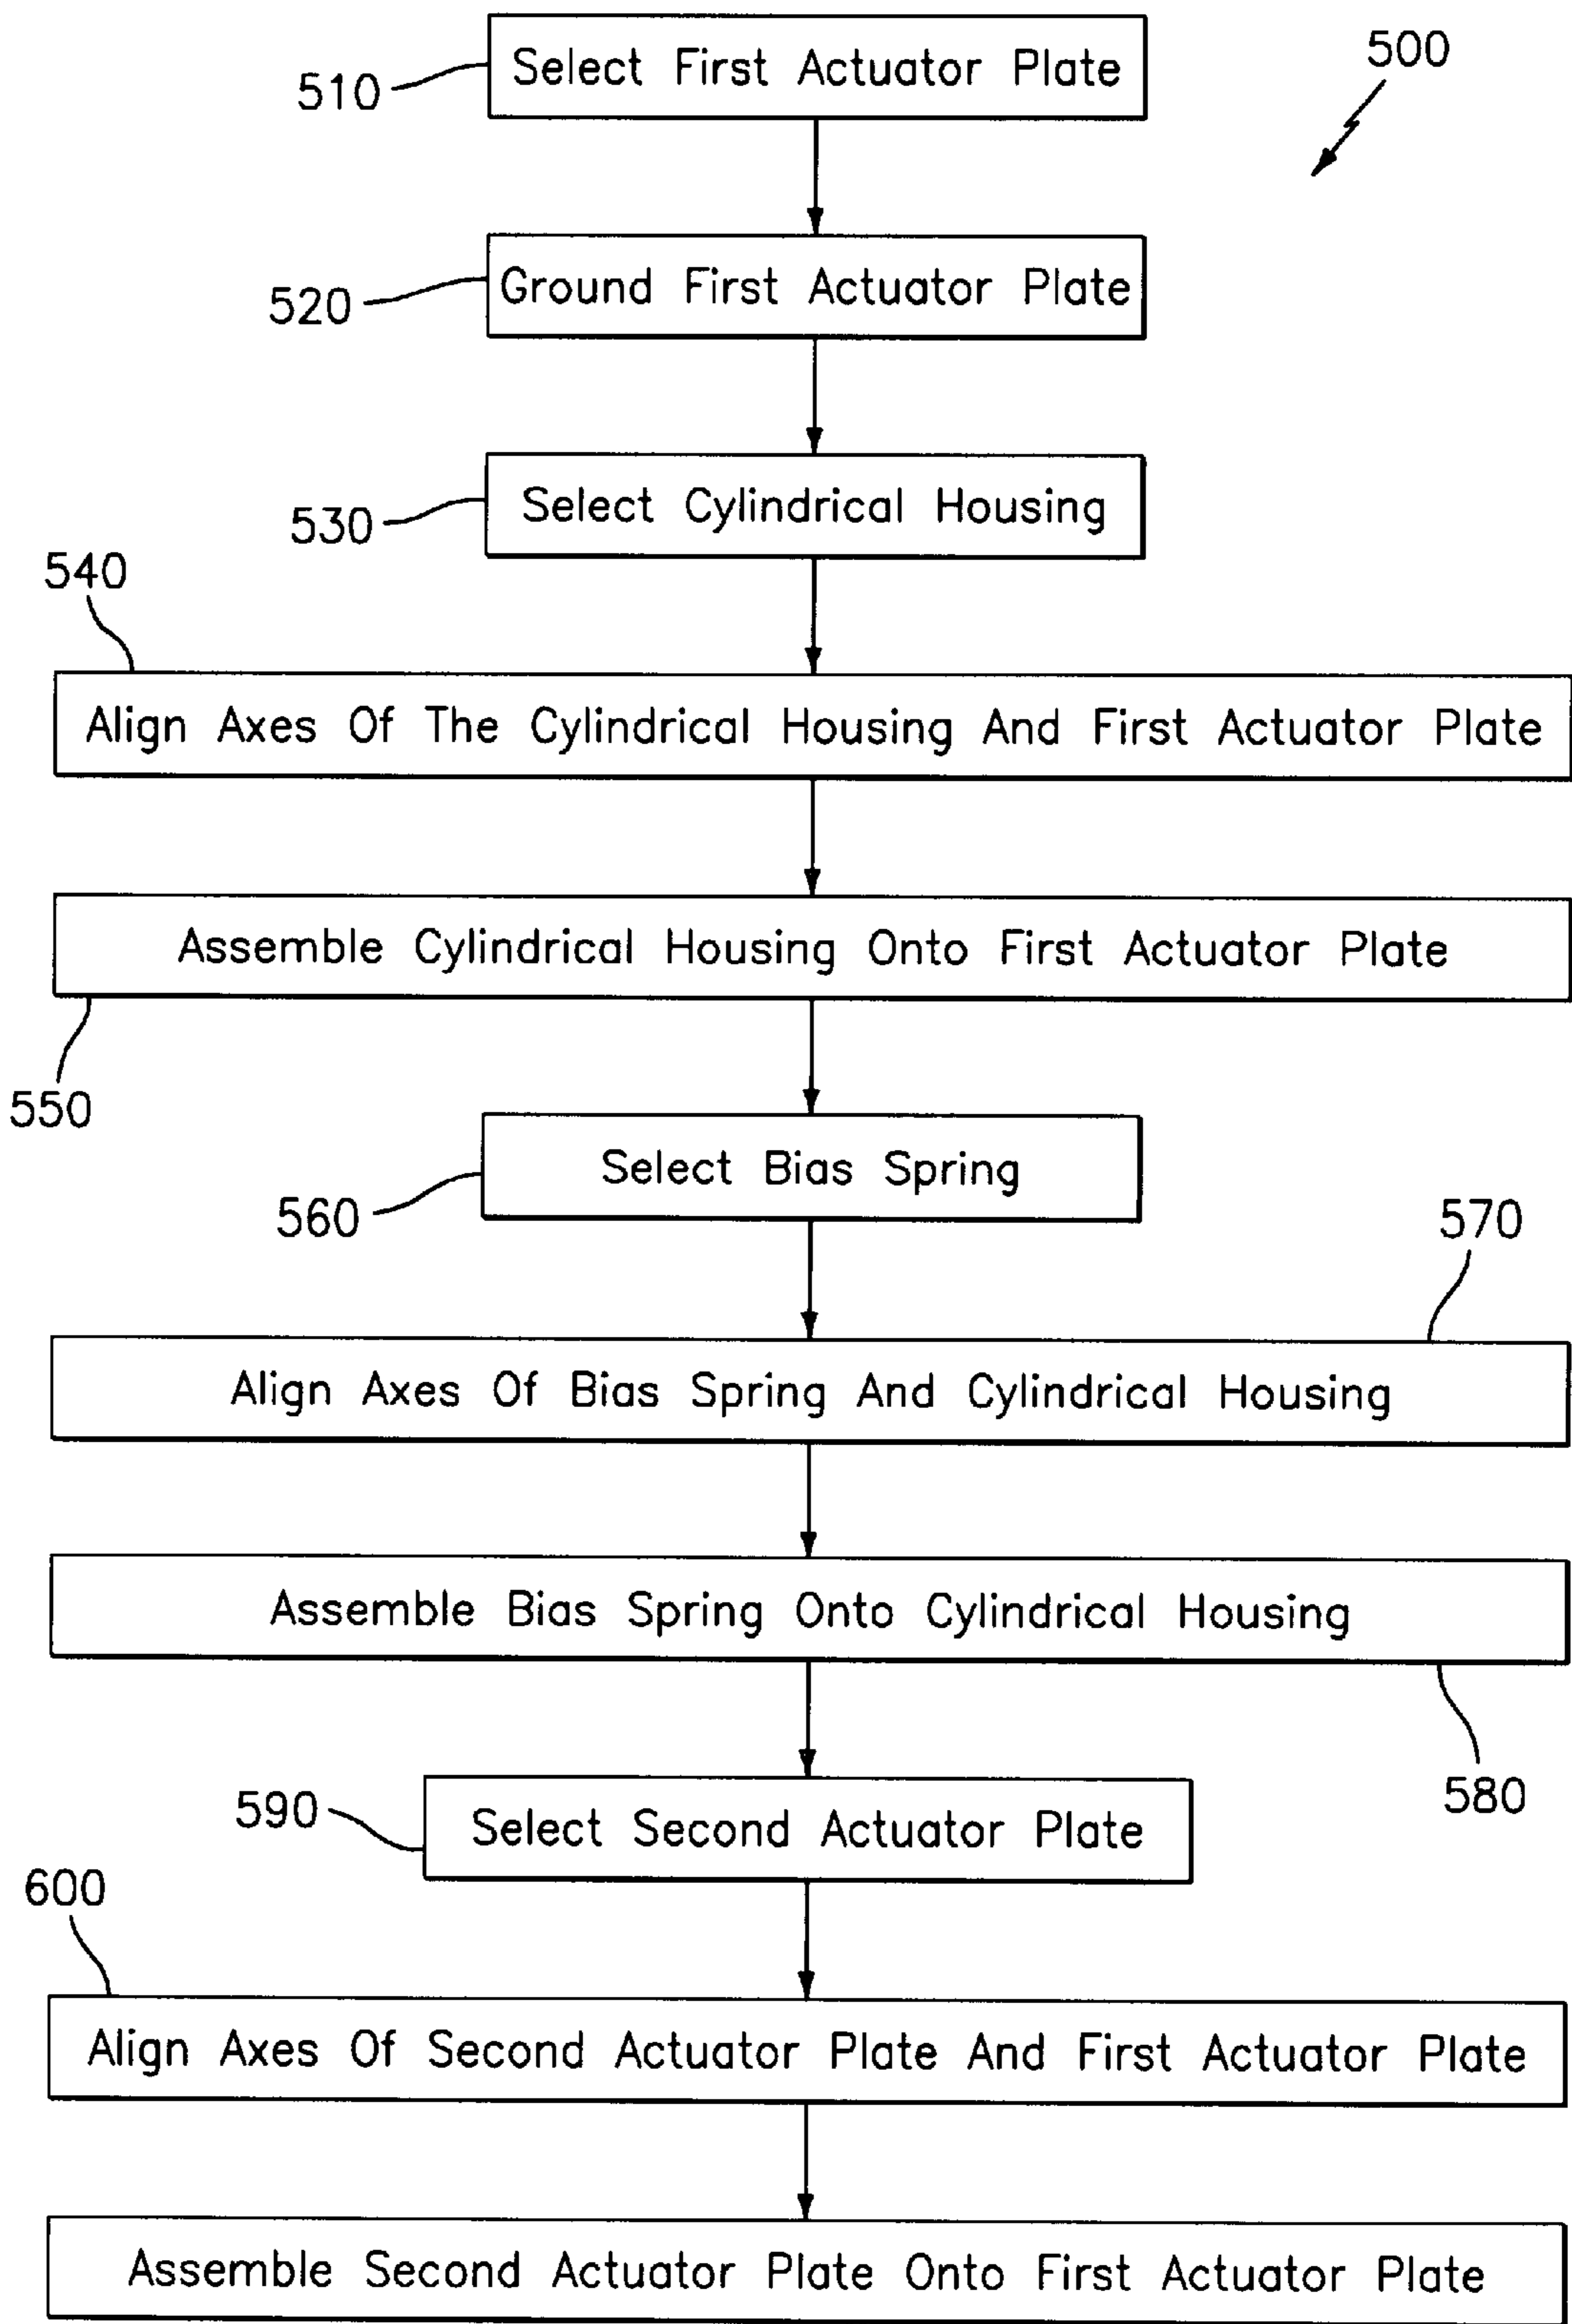 500
510
Select First Actuator Plate
520
Ground First Actuator Plate
530
Select Cylindrical Housing
540
Align Axes Of The Cylindrical Housing And First Actuator Plate
Assemble Cylindrical Housing Onto First Actuator Plate
550
Select Bias Spring
560
570
Align Axes Of Bias Spring And Cylindrical Housing
Assemble Bias Spring Onto Cylindrical Housing
580
590
Select Second Actuator Plate
600
Align Axes Of Second Actuator Plate And First Actuator Plate
Assemble Second Actuator Plate Onto First Actuator Plate